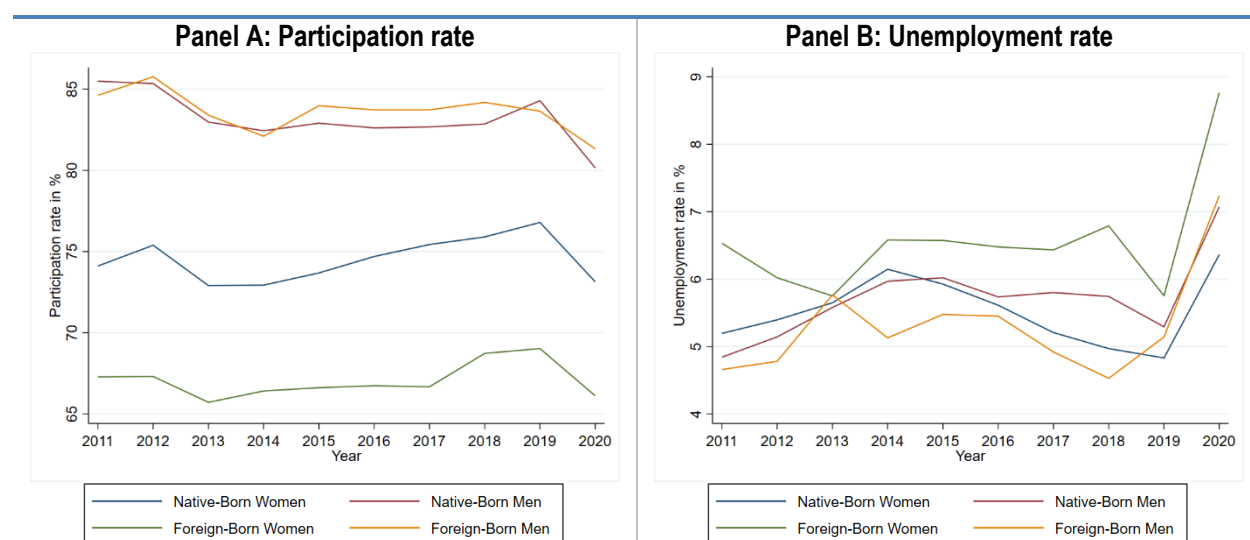 Panel A: Participation rate
Participation rate in %
85
80
75
70
65
2011 2012 2013 2014 2015 2016 2017 2018 2019 2020
Year
Native-Born Women Native-Born Men
Foreign-Born Women Foreign-Born Men
Panel B: Unemployment rate
Unemployment rate in %
9
8
7
6
5
4
2011 2012 2013 2014 2015 2016 2017 2018 2019 2020
Year
Native-Born Women Native-Born Men
Foreign-Born Women Foreign-Born Men